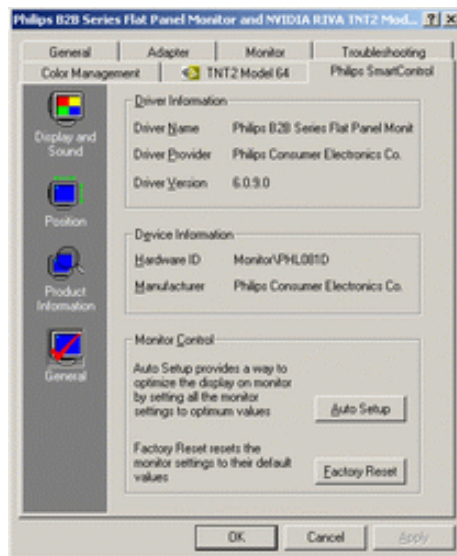 Philips B2B Series Flat Panel Monitor and NVIDIA RIVA TNT2 Mod...
General Adapter Monitor Troubleshooting
Color Management TNT2 Model 64 Philips SmartControl
Display and
Sound
Position
Product
Information
General
Driver Information
Driver Name Philips B2B Series Flat Panel Monit
Driver Provider Philips Consumer Electronics Co.
Driver Version 6.0.9.0
Device Information
Hardware ID Monitor\PHL081D
Manufacturer Philips Consumer Electronics Co.
Monitor Control
Auto Setup provides a way to
optimize the display on monitor
by setting all the monitor
settings to optimum values
Auto Setup
Factory Reset resets the
monitor settings to their default
values
Factory Reset
OK Cancel Apply